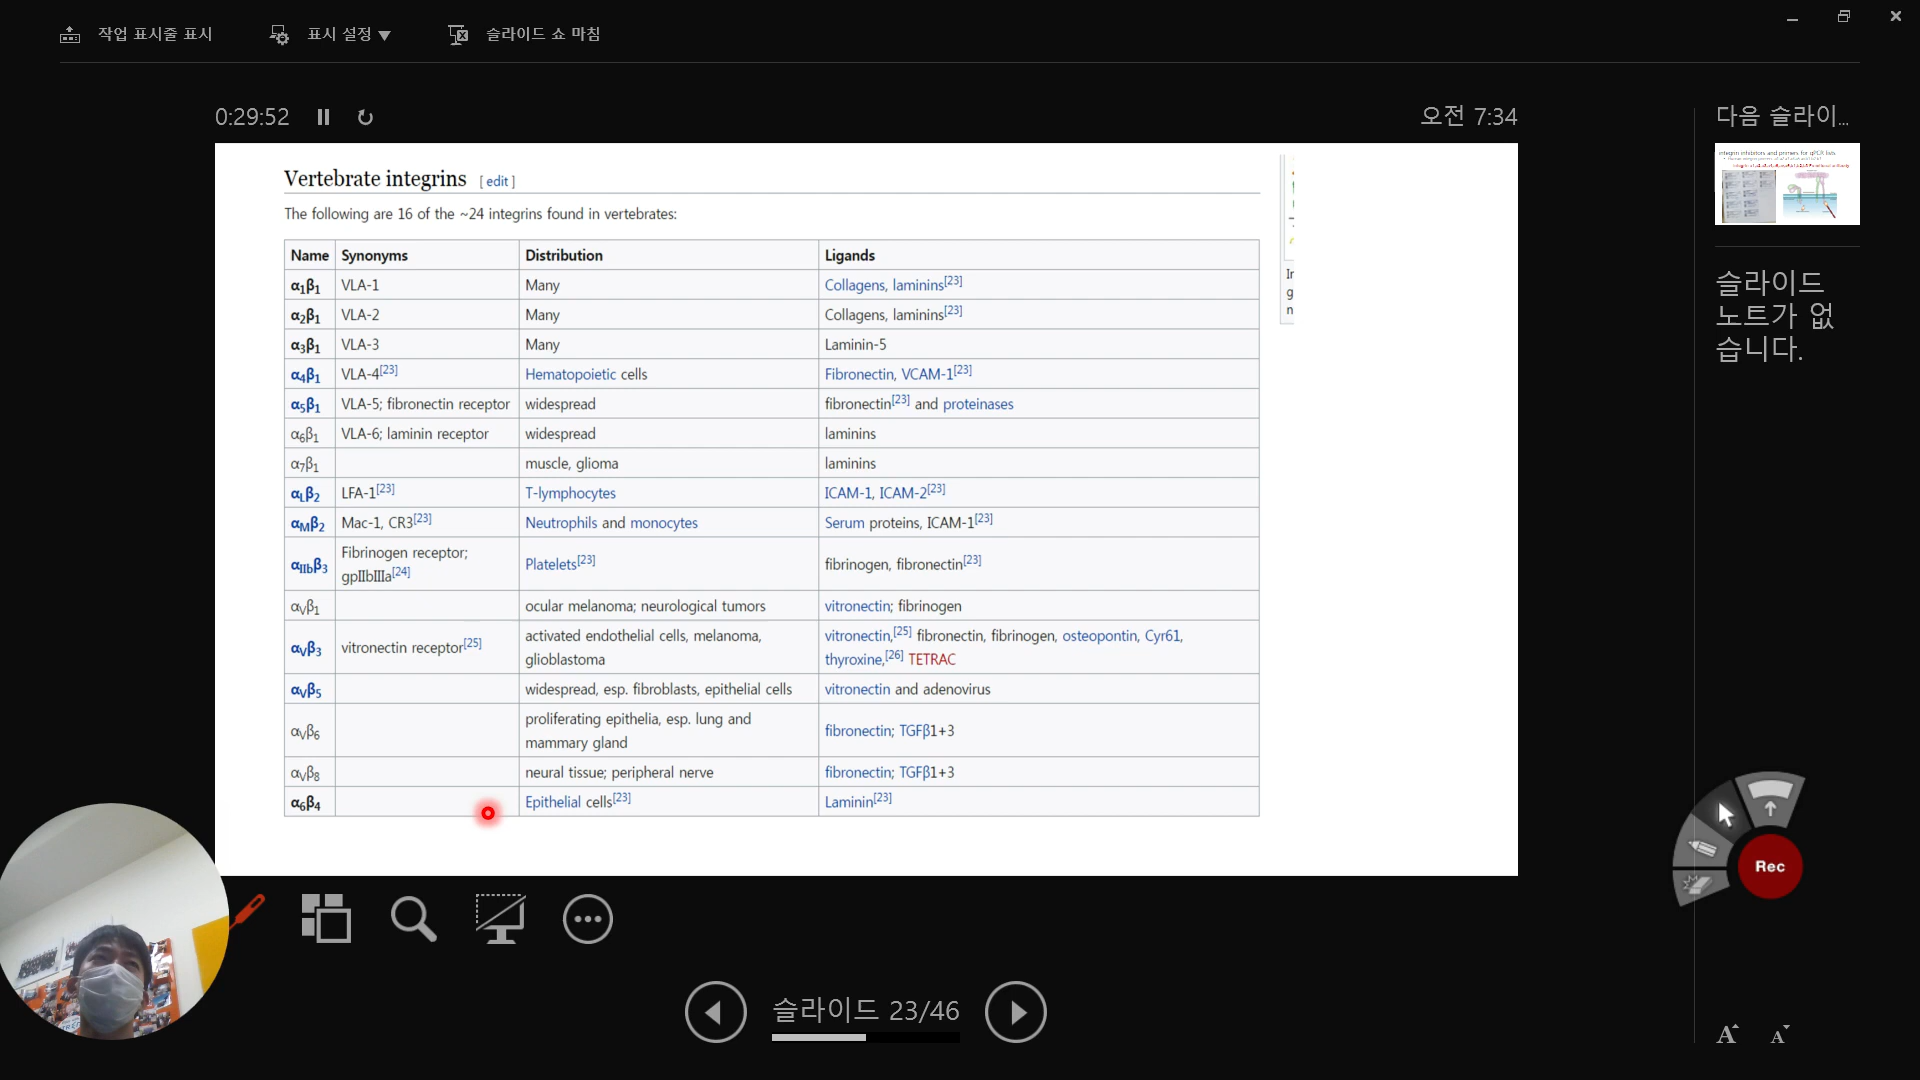 작업 표시줄 표시
표시 설정 ▼
슬라이드 쇼 마침
0:29:52
오전 7:34
다음 슬라이...
Vertebrate integrins [ edit ]
The following are 16 of the ~24 integrins found in vertebrates:
Name Synonyms Distribution Ligands
α1β1 VLA-1 Many Collagens, laminins[23]
α2β1 VLA-2 Many Collagens, laminins[23]
α3β1 VLA-3 Many Laminin-5
α4β1 VLA-4[23] Hematopoietic cells Fibronectin, VCAM-1[23]
α5β1 VLA-5; fibronectin receptor widespread fibronectin[23] and proteinases
α6β1 VLA-6; laminin receptor widespread laminins
α7β1 muscle, glioma laminins
αLβ2 LFA-1[23] T-lymphocytes ICAM-1, ICAM-2[23]
αMβ2 Mac-1, CR3[23] Neutrophils and monocytes Serum proteins, ICAM-1[23]
αIIbβ3 Fibrinogen receptor; gpIIbIIIa[24] Platelets[23] fibrinogen, fibronectin[23]
αVβ1 ocular melanoma; neurological tumors vitronectin; fibrinogen
αVβ3 vitronectin receptor[25] activated endothelial cells, melanoma, glioblastoma vitronectin,[25] fibronectin, fibrinogen, osteopontin, Cyr61, thyroxine,[26] TETRAC
αVβ5 widespread, esp. fibroblasts, epithelial cells vitronectin and adenovirus
αVβ6 proliferating epithelia, esp. lung and mammary gland fibronectin; TGFβ1+3
αVβ8 neural tissue; peripheral nerve fibronectin; TGFβ1+3
α6β4 Epithelial cells[23] Laminin[23]
integrin inhibitors and primers for qPCR lists
슬라이드
노트가 없
습니다.
Rec
슬라이드 23/46
A A